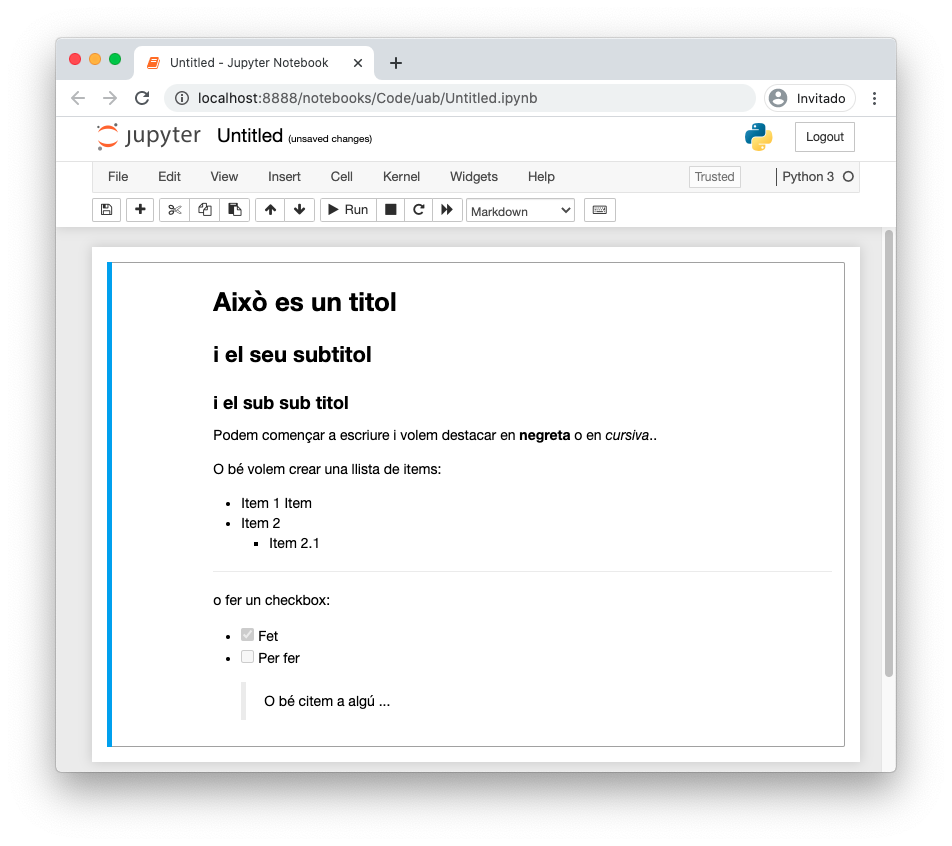 Untitled - Jupyter Notebook
localhost:8888/notebooks/Code/uab/Untitled.ipynb
Invitado
jupyter Untitled (unsaved changes)
Logout
File Edit View Insert Cell Kernel Widgets Help
Trusted
Python 3
Run
Markdown
Això es un titol
i el seu subtitol
i el sub sub titol
Podem començar a escriure i volem destacar en negreta o en cursiva..
O bé volem crear una llista de items:
Item 1 Item
Item 2
Item 2.1
o fer un checkbox:
Fet
Per fer
O bé citem a algú ...